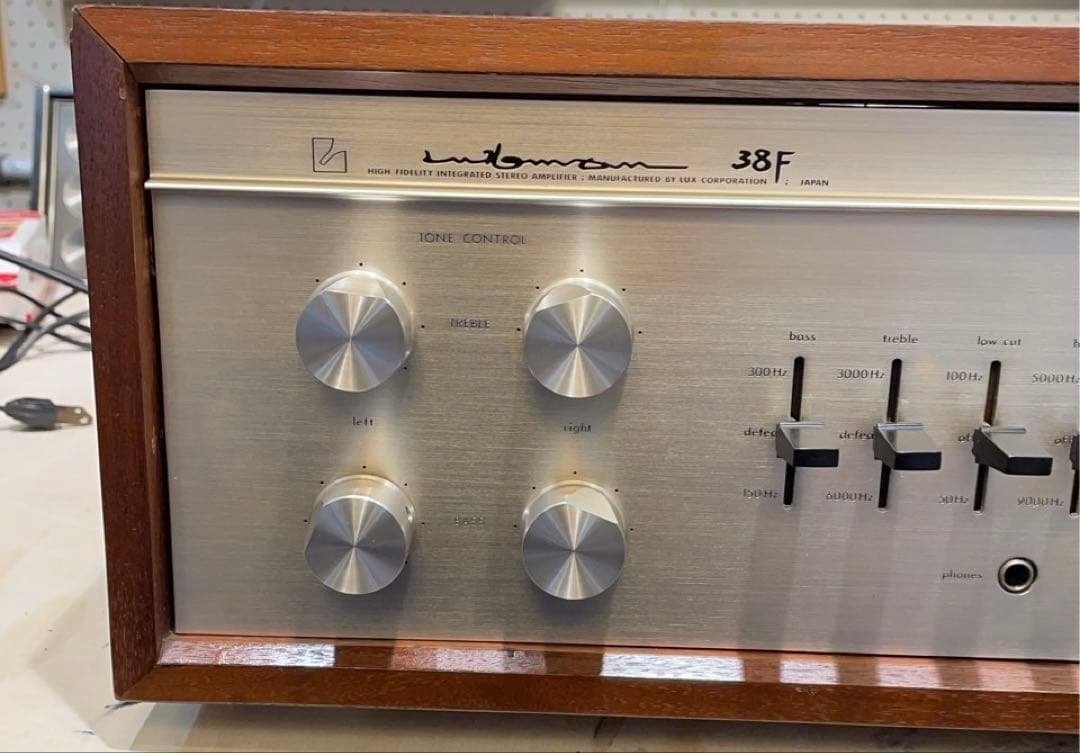 Luxman 38F
HIGH FIDELITY INTEGRATED STEREO AMPLIFIER : MANUFACTURED BY LUX CORPORATION : JAPAN
TONE CONTROL
TREBLE
left right
BASS
bass treble low cut
300Hz 3000Hz 100Hz 5000Hz
150Hz 6000Hz 50Hz 9000Hz
phones